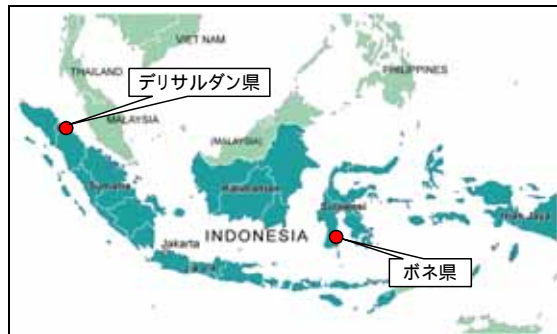 VIET NAM
THAILAND
PHILIPPINES
デリサルダン県
MALAYSIA
(MALAYSIA)
Sumatra
Kalimantan
Sulawesi
Irian Jaya
INDONESIA
Jakarta
ボネ県